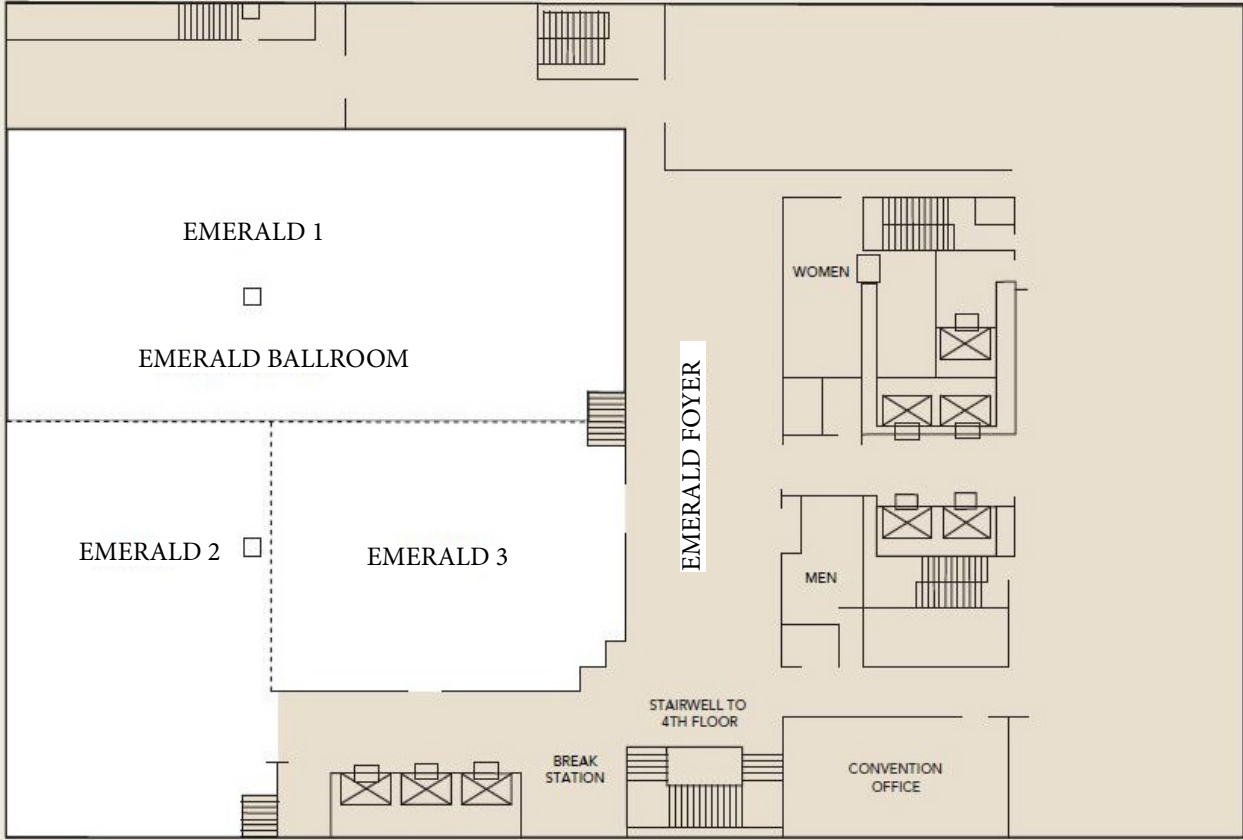 EMERALD 1
EMERALD BALLROOM
EMERALD 2
EMERALD 3
EMERALD FOYER
WOMEN
MEN
STAIRWELL TO
4TH FLOOR
BREAK
STATION
CONVENTION
OFFICE